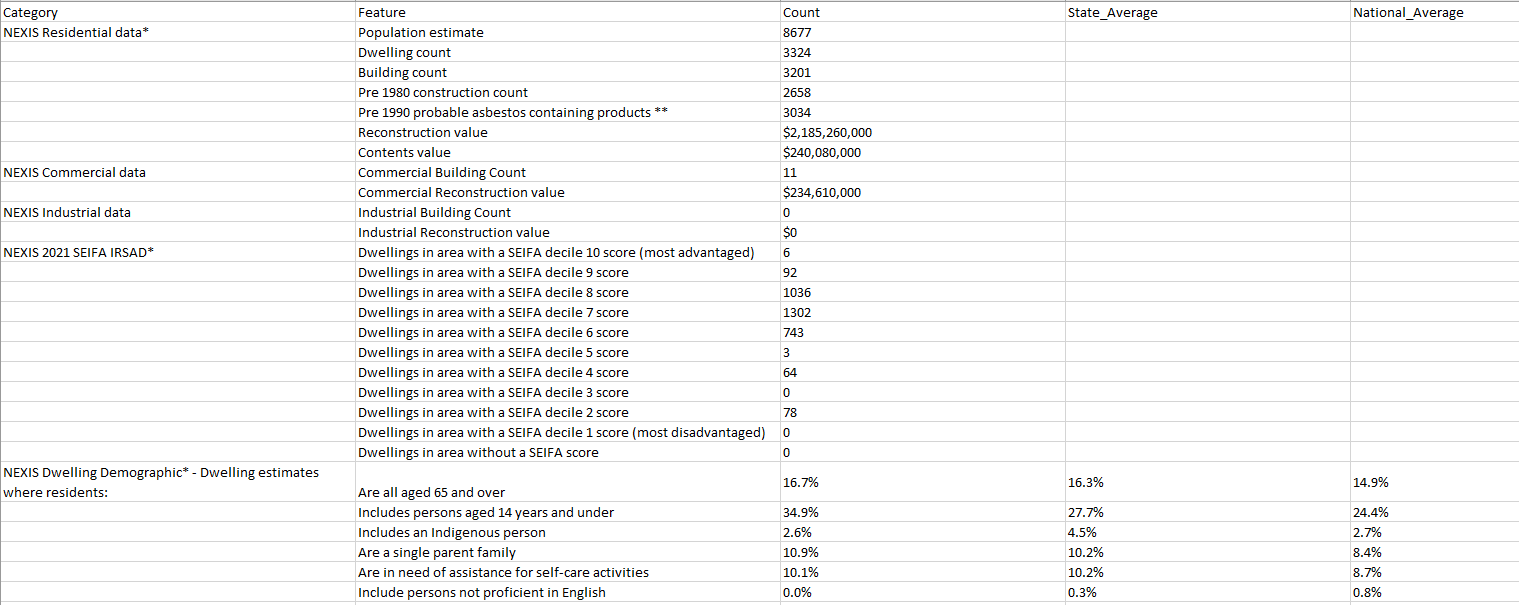 Category Feature Count State_Average National_Average
NEXIS Residential data* Population estimate 8677
Dwelling count 3324
Building count 3201
Pre 1980 construction count 2658
Pre 1990 probable asbestos containing products ** 3034
Reconstruction value $2,185,260,000
Contents value $240,080,000
NEXIS Commercial data Commercial Building Count 11
Commercial Reconstruction value $234,610,000
NEXIS Industrial data Industrial Building Count 0
Industrial Reconstruction value $0
NEXIS 2021 SEIFA IRSAD* Dwellings in area with a SEIFA decile 10 score (most advantaged) 6
Dwellings in area with a SEIFA decile 9 score 92
Dwellings in area with a SEIFA decile 8 score 1036
Dwellings in area with a SEIFA decile 7 score 1302
Dwellings in area with a SEIFA decile 6 score 743
Dwellings in area with a SEIFA decile 5 score 3
Dwellings in area with a SEIFA decile 4 score 64
Dwellings in area with a SEIFA decile 3 score 0
Dwellings in area with a SEIFA decile 2 score 78
Dwellings in area with a SEIFA decile 1 score (most disadvantaged) 0
Dwellings in area without a SEIFA score 0
NEXIS Dwelling Demographic* - Dwelling estimates
where residents: Are all aged 65 and over 16.7% 16.3% 14.9%
Includes persons aged 14 years and under 34.9% 27.7% 24.4%
Includes an Indigenous person 2.6% 4.5% 2.7%
Are a single parent family 10.9% 10.2% 8.4%
Are in need of assistance for self-care activities 10.1% 10.2% 8.7%
Include persons not proficient in English 0.0% 0.3% 0.8%